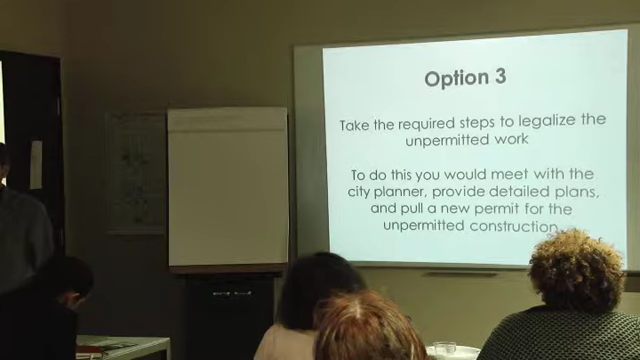 Option 3
Take the required steps to legalize the
unpermitted work
To do this you would meet with the
city planner, provide detailed plans,
and pull a new permit for the
unpermitted construction.